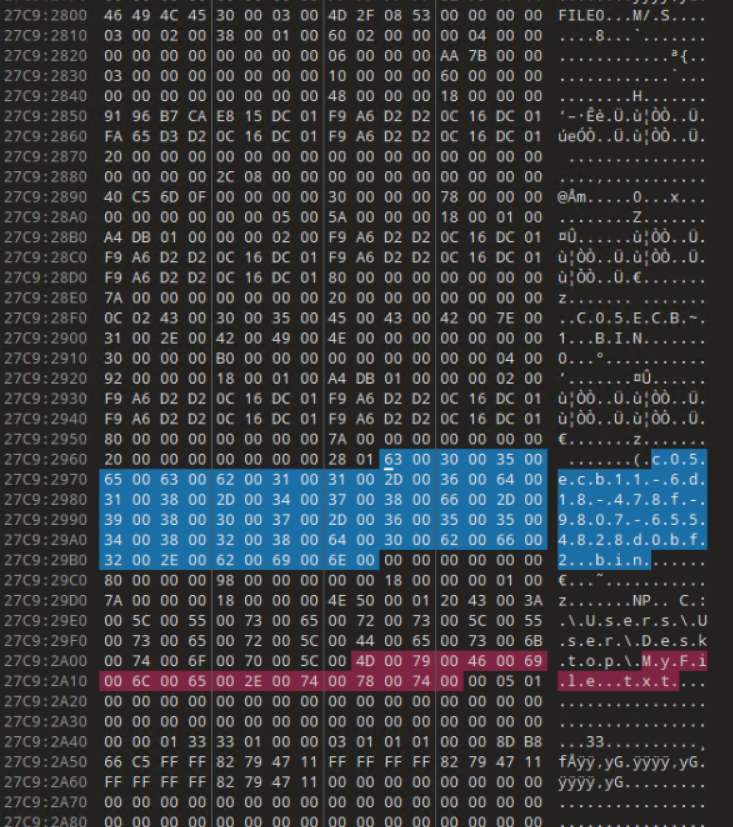 27C9:2800 46 49 4C 45 30 00 03 00 4D 2F 08 53 00 00 00 00 FILE0...M/.S....
27C9:2810 03 00 02 00 38 00 01 00 60 02 00 00 00 04 00 00 ....8...`.......
27C9:2820 00 00 00 00 00 00 00 00 06 00 00 00 AA 7B 00 00 ............ª{..
27C9:2830 03 00 00 00 00 00 00 00 10 00 00 00 60 00 00 00 ............`...
27C9:2840 00 00 00 00 00 00 00 00 48 00 00 00 18 00 00 00 ........H.......
27C9:2850 91 96 B7 CA E8 15 DC 01 F9 A6 D2 D2 0C 16 DC 01 ‘–·Êè.Ü.ù¦ÒÒ..Ü.
27C9:2860 FA 65 D3 D2 0C 16 DC 01 F9 A6 D2 D2 0C 16 DC 01 úeÓÒ..Ü.ù¦ÒÒ..Ü.
27C9:2870 20 00 00 00 00 00 00 00 00 00 00 00 00 00 00 00 ...............
27C9:2880 00 00 00 00 2C 08 00 00 00 00 00 00 00 00 00 00 ....,...........
27C9:2890 40 C5 6D 0F 00 00 00 00 30 00 00 00 78 00 00 00 @Åm.....0...x...
27C9:28A0 00 00 00 00 00 00 05 00 5A 00 00 00 18 00 01 00 ........Z.......
27C9:28B0 A4 DB 01 00 00 00 02 00 F9 A6 D2 D2 0C 16 DC 01 ¤Û......ù¦ÒÒ..Ü.
27C9:28C0 F9 A6 D2 D2 0C 16 DC 01 F9 A6 D2 D2 0C 16 DC 01 ù¦ÒÒ..Ü.ù¦ÒÒ..Ü.
27C9:28D0 F9 A6 D2 D2 0C 16 DC 01 80 00 00 00 00 00 00 00 ù¦ÒÒ..Ü.€.......
27C9:28E0 7A 00 00 00 00 00 00 00 20 00 00 00 00 00 00 00 z....... .......
27C9:28F0 0C 02 43 00 30 00 35 00 45 00 43 00 42 00 7E 00 ..C.0.5.E.C.B.~.
27C9:2900 31 00 2E 00 42 00 49 00 4E 00 00 00 00 00 00 00 1...B.I.N.......
27C9:2910 30 00 00 00 B0 00 00 00 00 00 00 00 00 00 04 00 0...°...........
27C9:2920 92 00 00 00 18 00 01 00 A4 DB 01 00 00 00 02 00 ’.......¤Û......
27C9:2930 F9 A6 D2 D2 0C 16 DC 01 F9 A6 D2 D2 0C 16 DC 01 ù¦ÒÒ..Ü.ù¦ÒÒ..Ü.
27C9:2940 F9 A6 D2 D2 0C 16 DC 01 F9 A6 D2 D2 0C 16 DC 01 ù¦ÒÒ..Ü.ù¦ÒÒ..Ü.
27C9:2950 80 00 00 00 00 00 00 00 7A 00 00 00 00 00 00 00 €.......z.......
27C9:2960 20 00 00 00 00 00 00 00 28 01 63 00 30 00 35 00 .......(.c.0.5.
27C9:2970 65 00 63 00 62 00 31 00 31 00 2D 00 36 00 64 00 e.c.b.1.1.-.6.d.
27C9:2980 31 00 38 00 2D 00 34 00 37 00 38 00 66 00 2D 00 1.8.-.4.7.8.f.-.
27C9:2990 39 00 38 00 30 00 37 00 2D 00 36 00 35 00 35 00 9.8.0.7.-.6.5.5.
27C9:29A0 34 00 38 00 32 00 38 00 64 00 30 00 62 00 66 00 4.8.2.8.d.0.b.f.
27C9:29B0 32 00 2E 00 62 00 69 00 6E 00 00 00 00 00 00 00 2...b.i.n.......
27C9:29C0 80 00 00 00 98 00 00 00 00 00 18 00 00 00 01 00 €...˜...........
27C9:29D0 7A 00 00 00 18 00 00 00 4E 50 00 01 20 43 00 3A z.......NP.. C.:
27C9:29E0 00 5C 00 55 00 73 00 65 00 72 00 73 00 5C 00 55 .\.U.s.e.r.s.\.U
27C9:29F0 00 73 00 65 00 72 00 5C 00 44 00 65 00 73 00 6B .s.e.r.\.D.e.s.k
27C9:2A00 00 74 00 6F 00 70 00 5C 00 4D 00 79 00 46 00 69 .t.o.p.\.M.y.F.i
27C9:2A10 00 6C 00 65 00 2E 00 74 00 78 00 74 00 00 05 01 .l.e...t.x.t....
27C9:2A20 00 00 00 00 00 00 00 00 00 00 00 00 00 00 00 00 ................
27C9:2A30 00 00 00 00 00 00 00 00 00 00 00 00 00 00 00 00 ................
27C9:2A40 00 00 01 33 33 01 00 00 03 01 01 01 00 00 8D B8 ...33..........¸
27C9:2A50 66 C5 FF FF 82 79 47 11 FF FF FF FF 82 79 47 11 fÅÿÿ‚yG.ÿÿÿÿ‚yG.
27C9:2A60 FF FF FF FF 82 79 47 11 00 00 00 00 00 00 00 00 ÿÿÿÿ‚yG.........
27C9:2A70 00 00 00 00 00 00 00 00 00 00 00 00 00 00 00 00 ................
27C9:2A80 00 00 00 00 00 00 00 00 00 00 00 00 00 00 00 00 ................